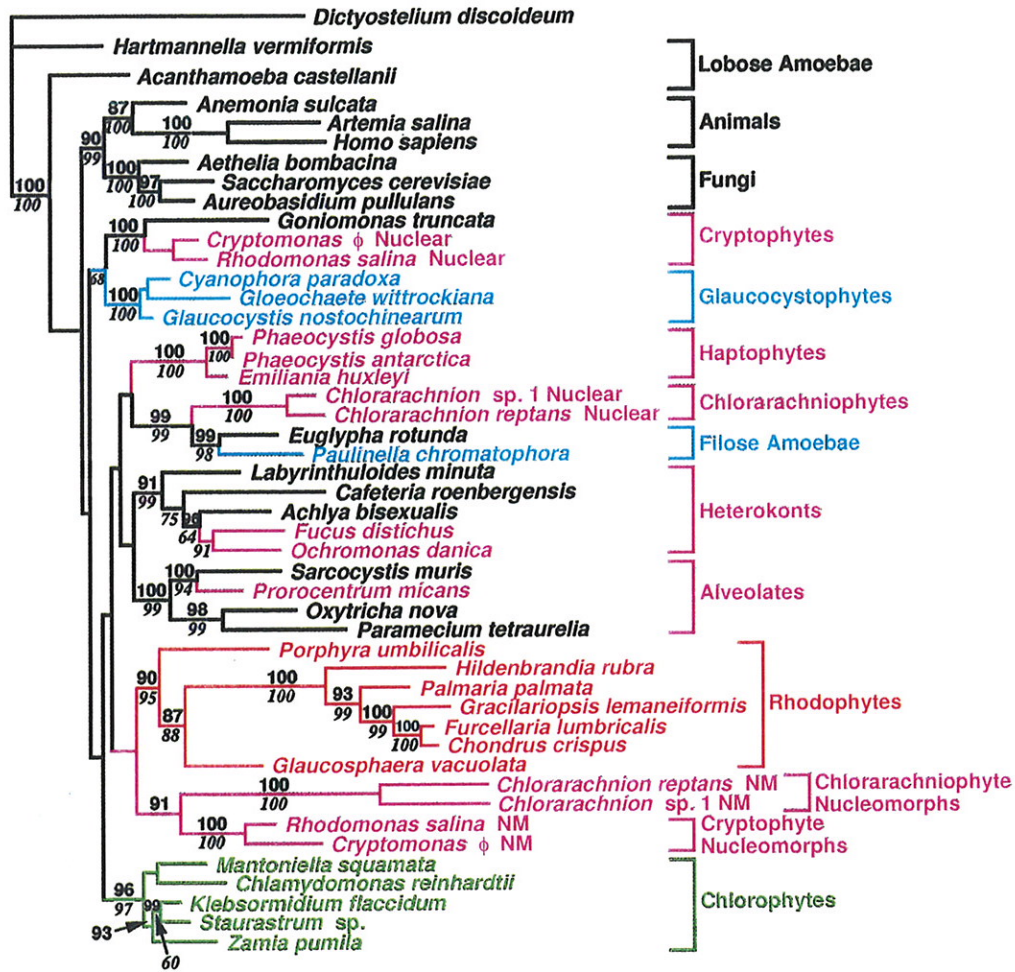 Dictyostelium discoideum
Hartmannella vermiformis
Lobose Amoebae
Acanthamoeba castellanii
87
100
Anemonia sulcata
100
100
Artemia salina
Homo sapiens
Animals
90
99
100
100
Aethelia bombacina
97
100
Saccharomyces cerevisiae
Aureobasidium pullulans
Fungi
100
100
100
100
Goniomonas truncata
Cryptomonas ϕ Nuclear
Rhodomonas salina Nuclear
Cryptophytes
68
100
100
Cyanophora paradoxa
Gloeochaete wittrockiana
Glaucocystis nostochinearum
Glaucocystophytes
100
100
100
100
Phaeocystis globosa
Phaeocystis antarctica
Emiliania huxleyi
Haptophytes
100
100
Chlorarachnion sp. 1 Nuclear
Chlorarachnion reptans Nuclear
Chlorarachniophytes
99
99
99
98
Euglypha rotunda
Paulinella chromatophora
Filose Amoebae
91
99
Labyrinthuloides minuta
75
Cafeteria roenbergensis
64
Achlya bisexualis
91
Fucus distichus
Ochromonas danica
Heterokonts
100
99
100
94
Sarcocystis muris
Prorocentrum micans
98
99
Oxytricha nova
Paramecium tetraurelia
Alveolates
90
95
Porphyra umbilicalis
87
88
100
100
Hildenbrandia rubra
93
99
Palmaria palmata
100
99
Gracilariopsis lemaneiformis
100
100
Furcellaria lumbricalis
Chondrus crispus
Glaucosphaera vacuolata
Rhodophytes
91
100
100
Chlorarachnion reptans NM
Chlorarachnion sp. 1 NM
Chlorarachniophyte
Nucleomorphs
100
100
Rhodomonas salina NM
Cryptomonas ϕ NM
Cryptophyte
Nucleomorphs
96
97
Mantoniella squamata
Chlamydomonas reinhardtii
99
Klebsormidium flaccidum
Staurastrum sp.
Zamia pumila
93
60
Chlorophytes